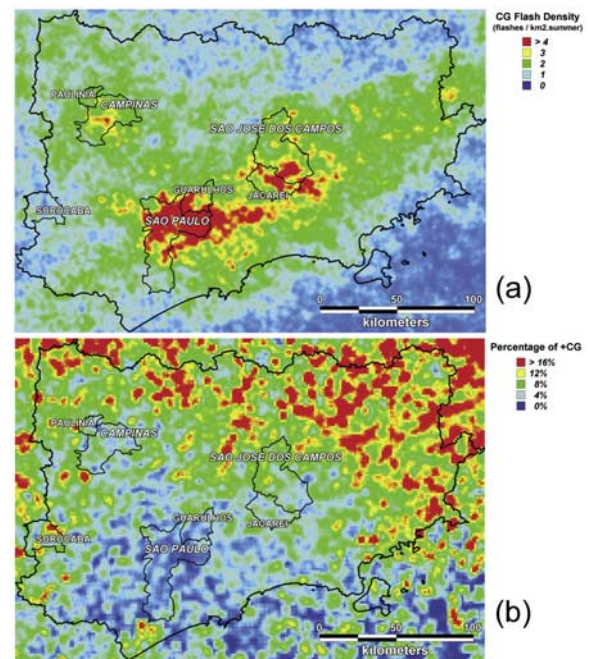 CG Flash Density
(flashes / km2.summer)
> 4
3
2
1
0
PAULINIA
CAMPINAS
SAO JOSE DOS CAMPOS
GUARULHOS
JACAREI
SOROCABA
SAO PAULO
0 50 100
kilometers
(a)
Percentage of +CG
> 16%
12%
8%
4%
0%
PAULINIA
CAMPINAS
SAO JOSE DOS CAMPOS
GUARULHOS
JACAREI
SOROCABA
SAO PAULO
0 50 100
kilometers
(b)